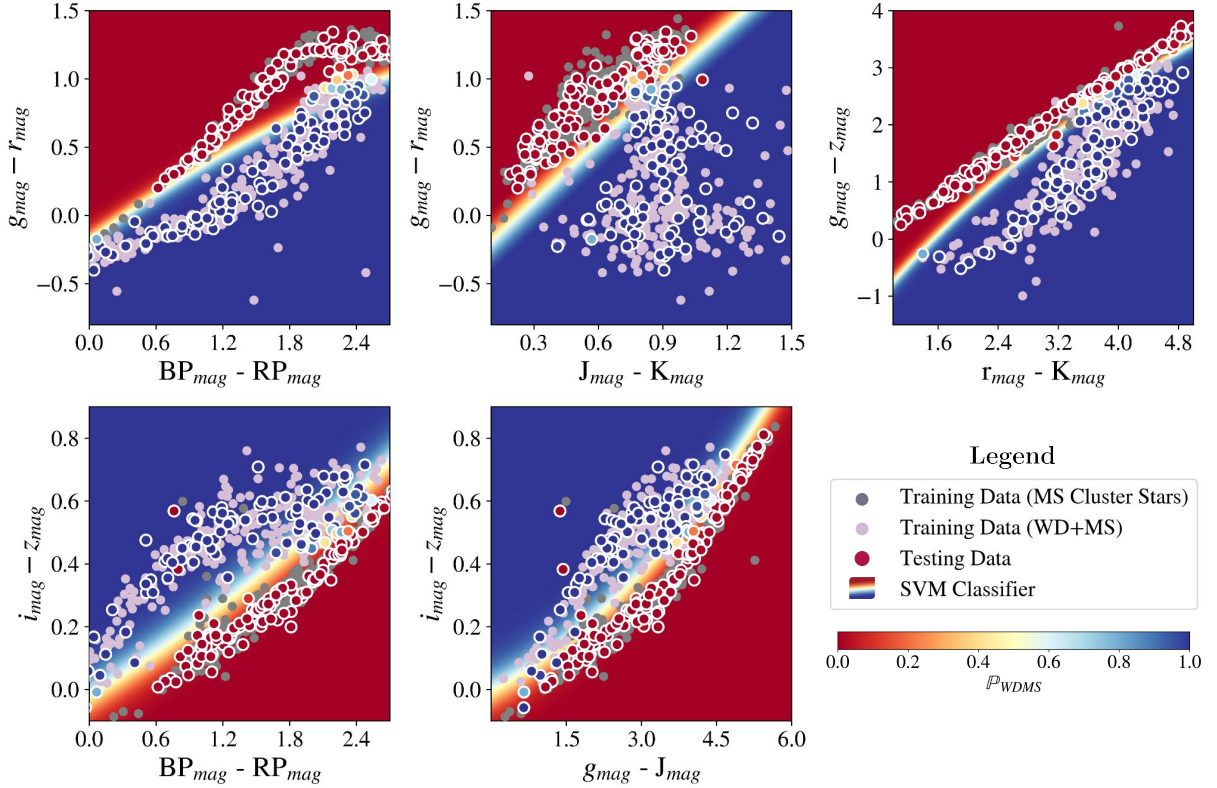 1.5
1.0
0.5
0.0
−0.5
g_mag − r_mag
0.0 0.6 1.2 1.8 2.4
BP_mag - RP_mag
1.5
1.0
0.5
0.0
−0.5
g_mag − r_mag
0.3 0.6 0.9 1.2 1.5
J_mag - K_mag
4
3
2
1
0
−1
g_mag − z_mag
1.6 2.4 3.2 4.0 4.8
r_mag - K_mag
0.8
0.6
0.4
0.2
0.0
i_mag − z_mag
0.0 0.6 1.2 1.8 2.4
BP_mag - RP_mag
0.8
0.6
0.4
0.2
0.0
i_mag − z_mag
1.5 3.0 4.5 6.0
g_mag - J_mag
Legend
Training Data (MS Cluster Stars)
Training Data (WD+MS)
Testing Data
SVM Classifier
0.0 0.2 0.4 0.6 0.8 1.0
ℙ_WDMS